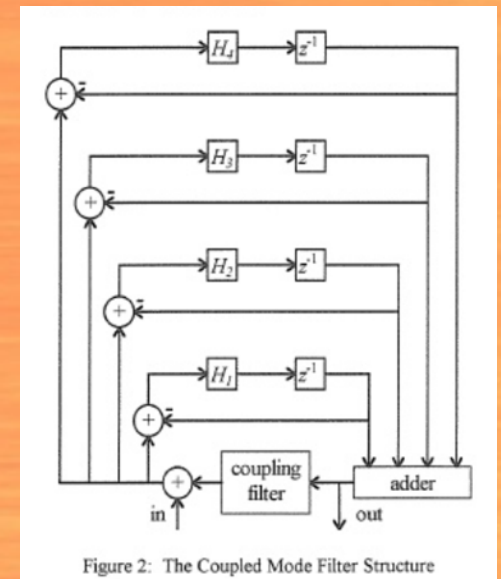 H₄ z⁻¹
+ -
H₃ z⁻¹
+ -
H₂ z⁻¹
+ -
H₁ z⁻¹
+ -
coupling
filter
adder
+
in
out
Figure 2: The Coupled Mode Filter Structure